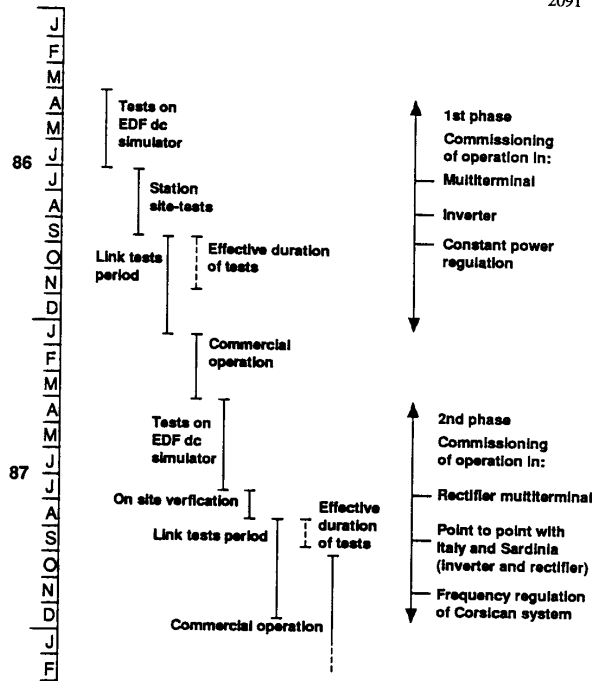 2091
J
F
M
A
M
J
J
A
S
O
N
D
J
F
M
A
M
J
J
A
S
O
N
D
J
F
86
87
Tests on
EDF dc
simulator
Station
site-tests
Link tests
period
Effective duration
of tests
Commercial
operation
Tests on
EDF dc
simulator
On site verfication
Link tests period
Effective
duration
of tests
Commercial operation
1st phase
Commissioning
of operation in:
Multiterminal
Inverter
Constant power
regulation
2nd phase
Commissioning
of operation in:
Rectifier multiterminal
Point to point with
Italy and Sardinia
(inverter and rectifier)
Frequency regulation
of Corsican system